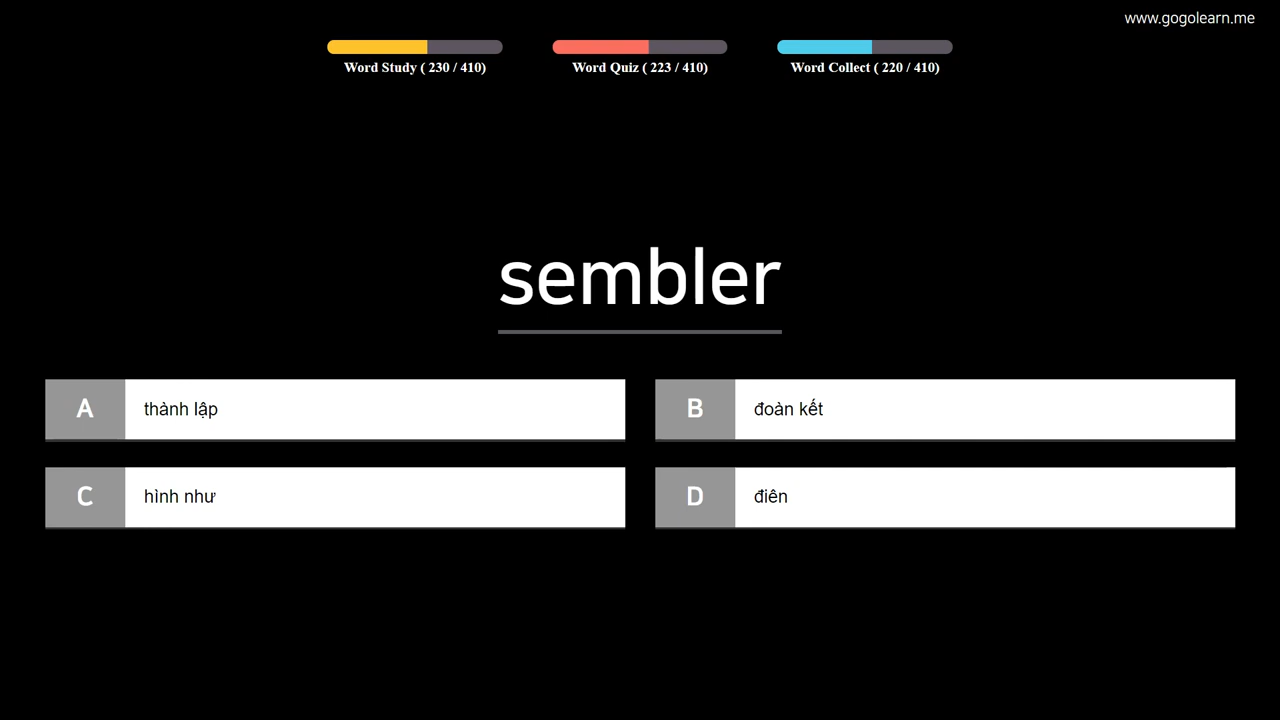 www.gogolearn.me
Word Study ( 230 / 410)
Word Quiz ( 223 / 410)
Word Collect ( 220 / 410)
sembler
A thành lập
B đoàn kết
C hình như
D điên